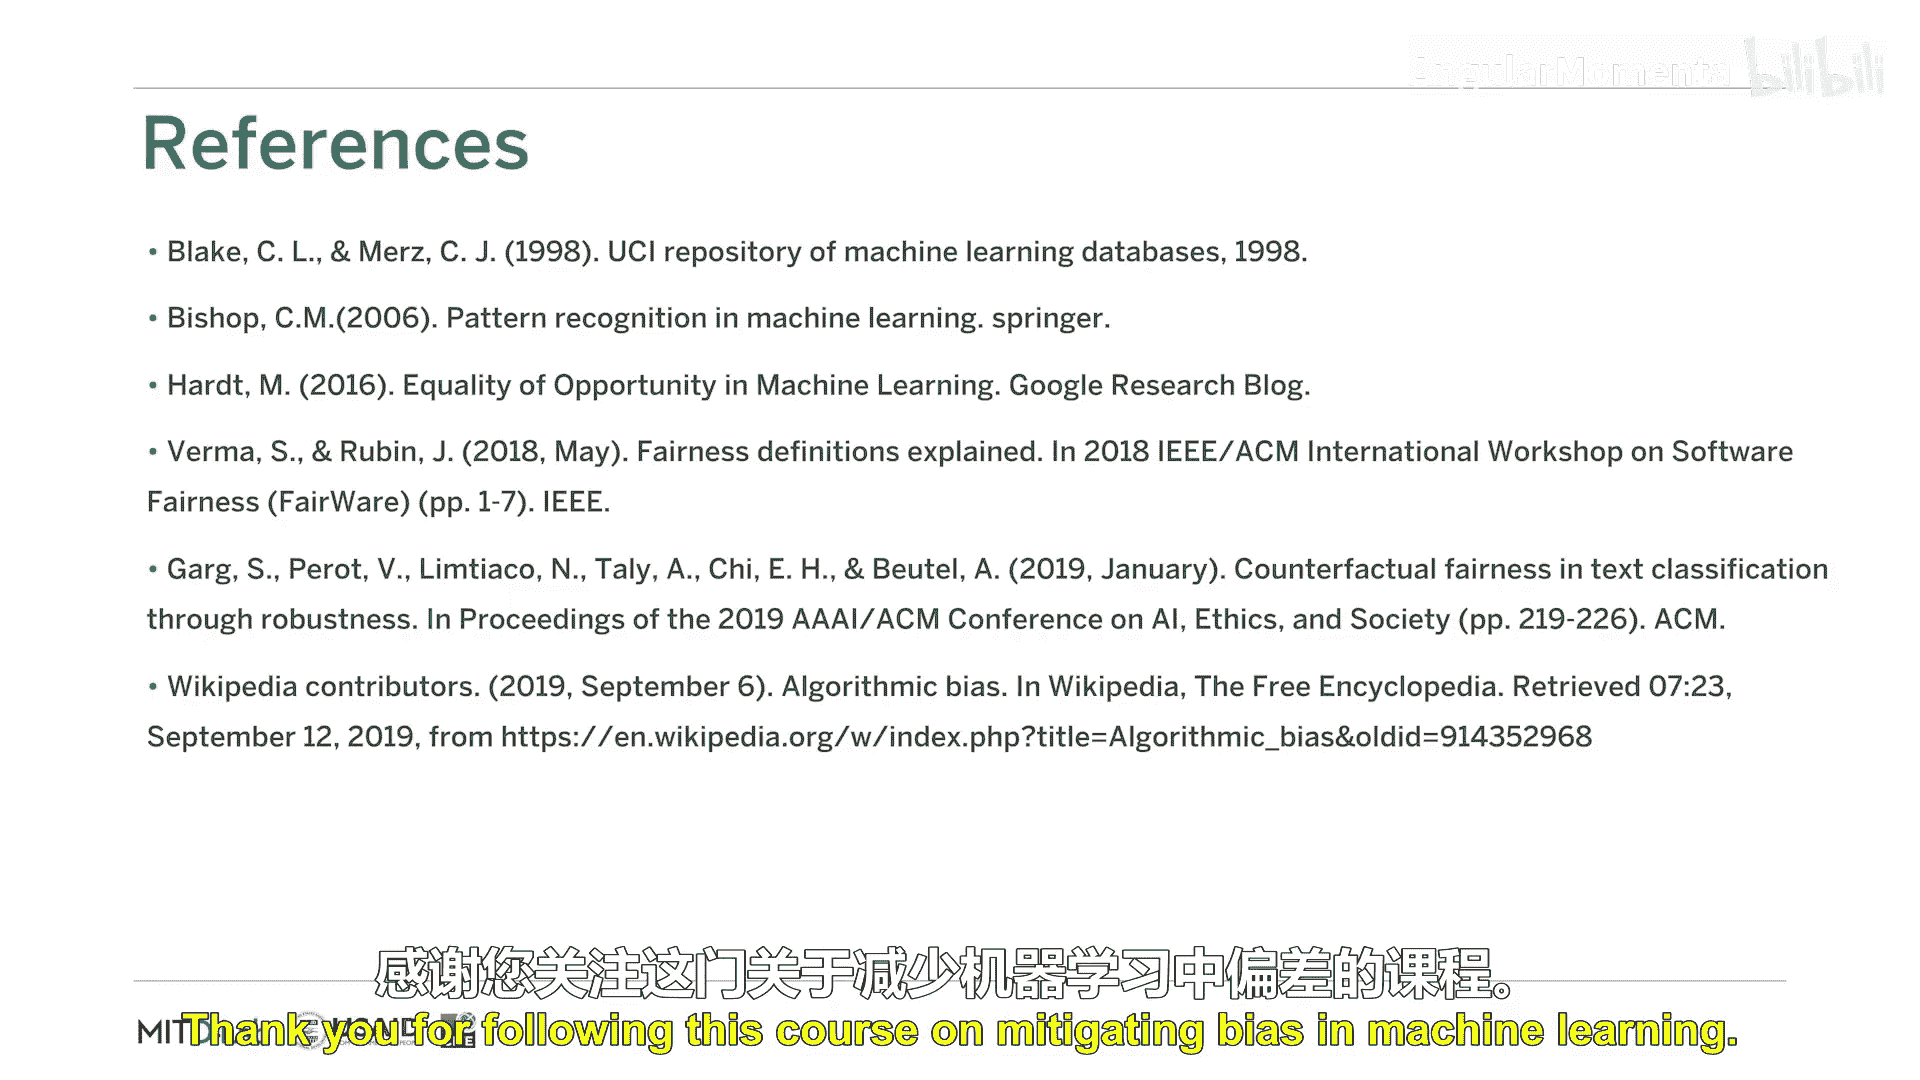 AngularMomenta bilibili
References
• Blake, C. L., & Merz, C. J. (1998). UCI repository of machine learning databases, 1998.
• Bishop, C.M.(2006). Pattern recognition in machine learning. springer.
• Hardt, M. (2016). Equality of Opportunity in Machine Learning. Google Research Blog.
• Verma, S., & Rubin, J. (2018, May). Fairness definitions explained. In 2018 IEEE/ACM International Workshop on Software
Fairness (FairWare) (pp. 1-7). IEEE.
• Garg, S., Perot, V., Limtiaco, N., Taly, A., Chi, E. H., & Beutel, A. (2019, January). Counterfactual fairness in text classification
through robustness. In Proceedings of the 2019 AAAI/ACM Conference on AI, Ethics, and Society (pp. 219-226). ACM.
• Wikipedia contributors. (2019, September 6). Algorithmic bias. In Wikipedia, The Free Encyclopedia. Retrieved 07:23,
September 12, 2019, from https://en.wikipedia.org/w/index.php?title=Algorithmic_bias&oldid=914352968
感谢您关注这门关于减少机器学习中偏差的课程。
Thank you for following this course on mitigating bias in machine learning.